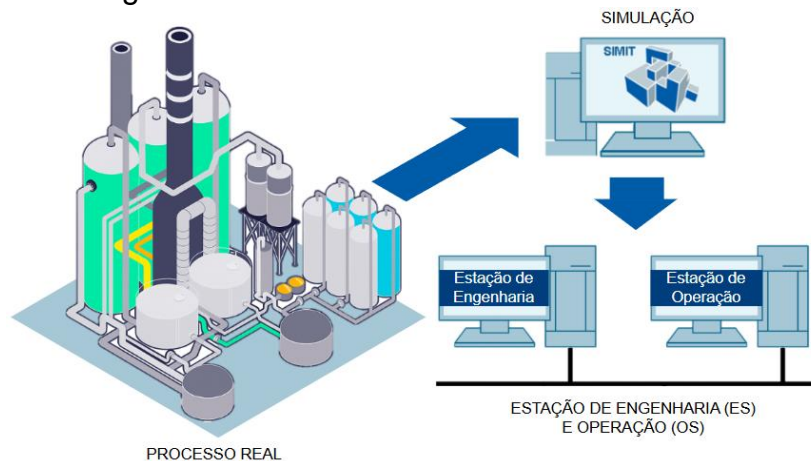 SIMULAÇÃO
SIMIT
Estação de
Engenharia
Estação de
Operação
ESTAÇÃO DE ENGENHARIA (ES)
E OPERAÇÃO (OS)
PROCESSO REAL